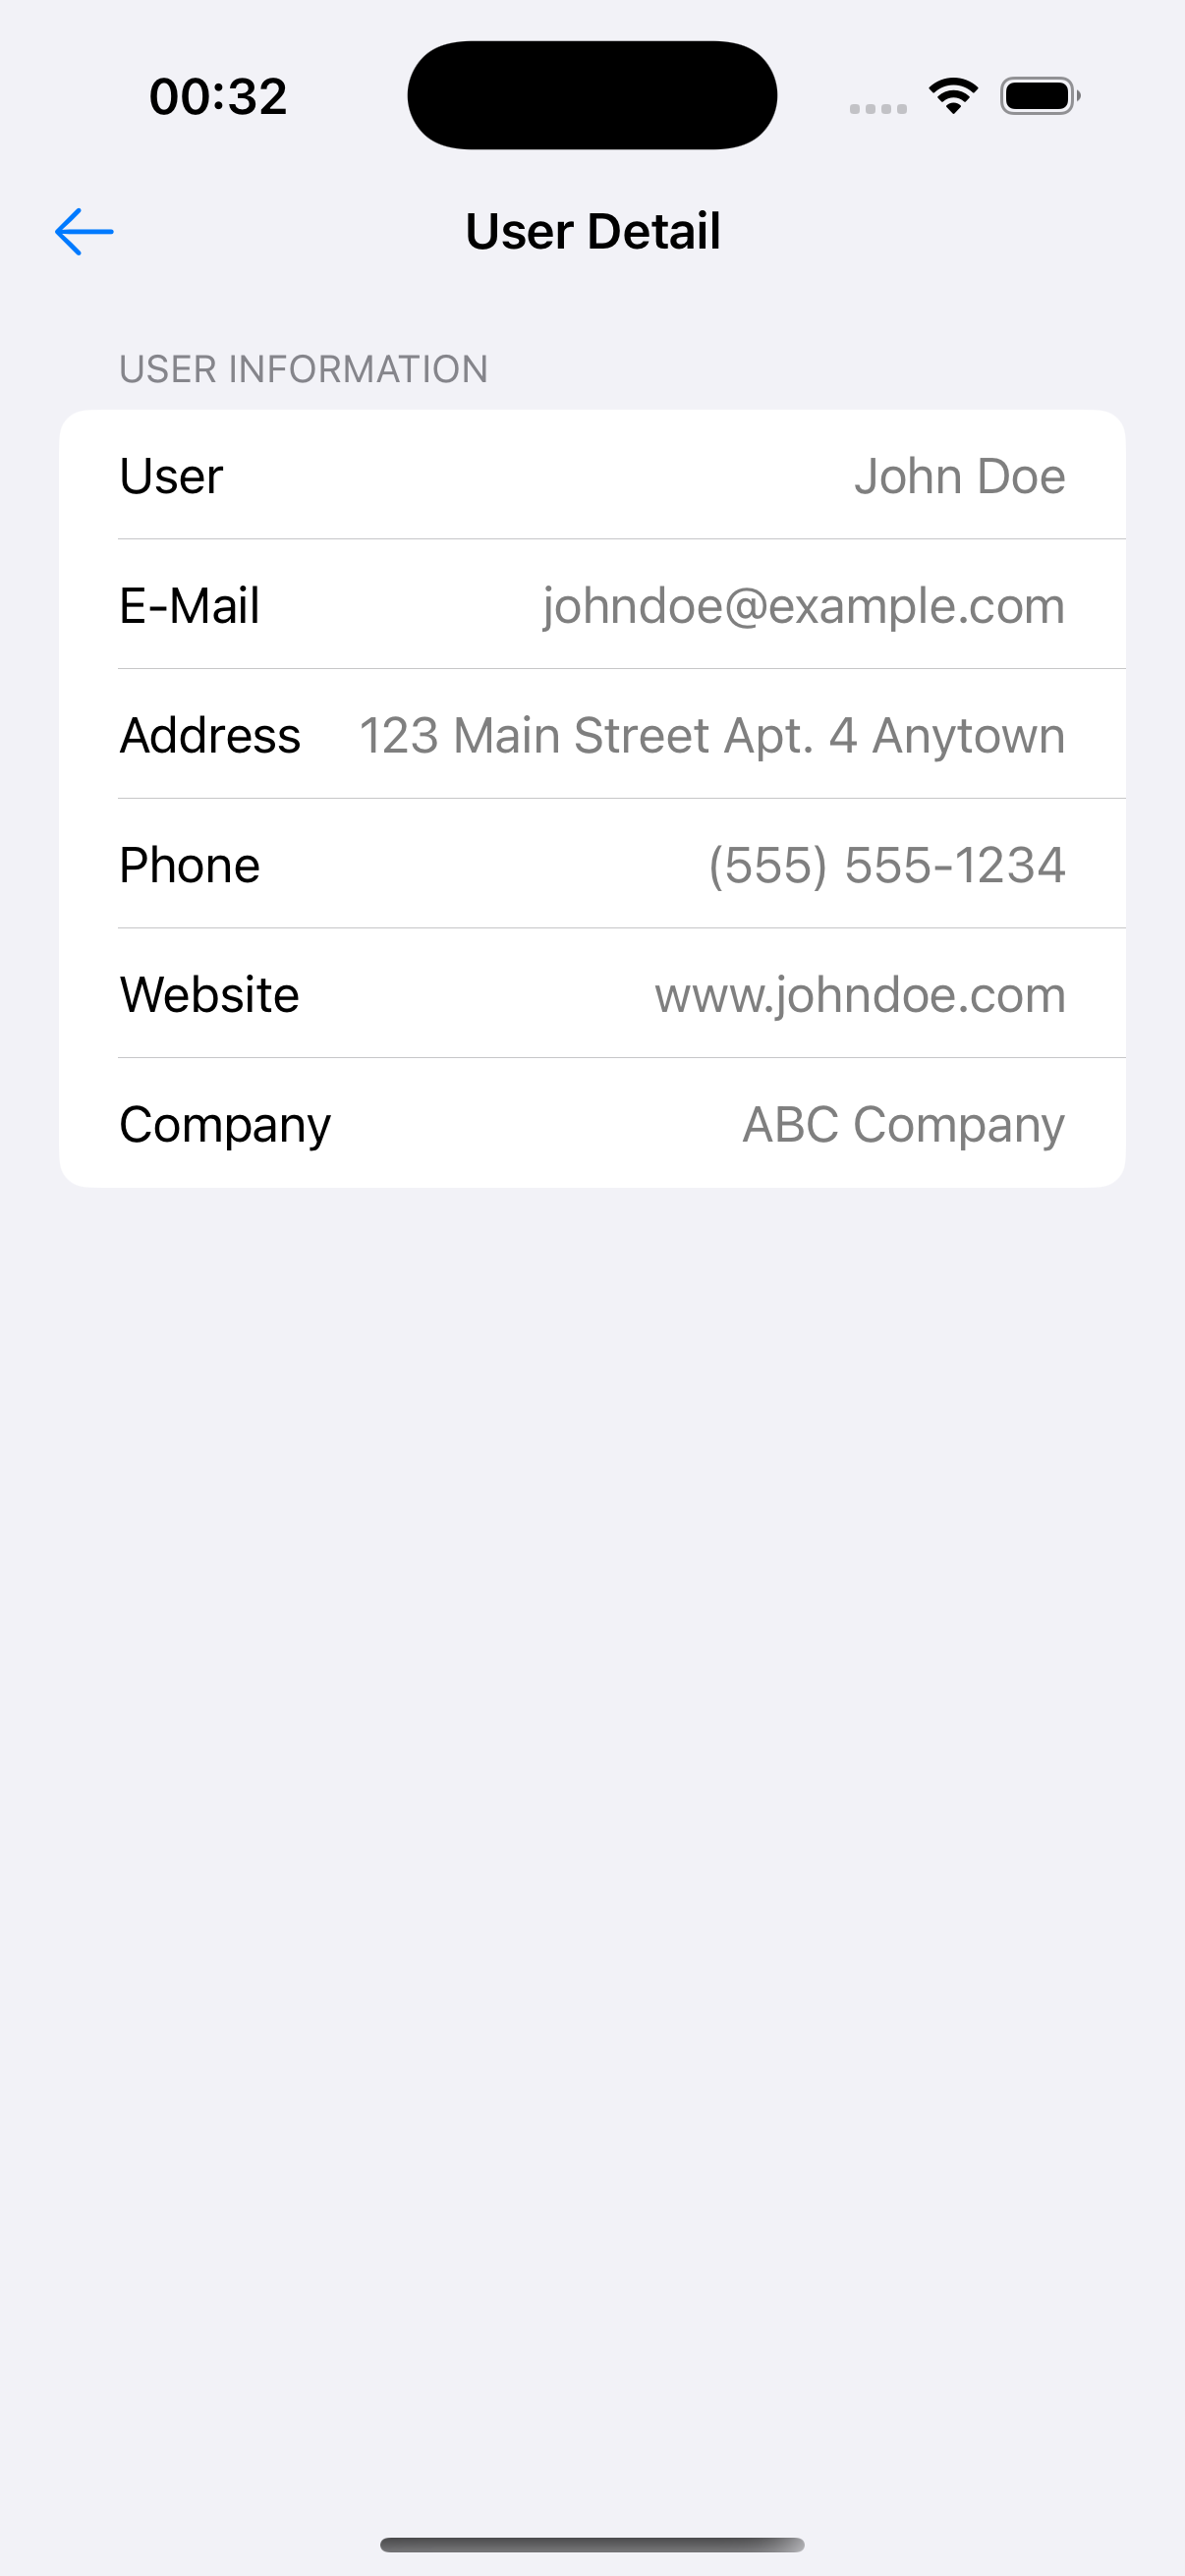 00:32
User Detail
USER INFORMATION
User John Doe
E-Mail johndoe@example.com
Address 123 Main Street Apt. 4 Anytown
Phone (555) 555-1234
Website www.johndoe.com
Company ABC Company